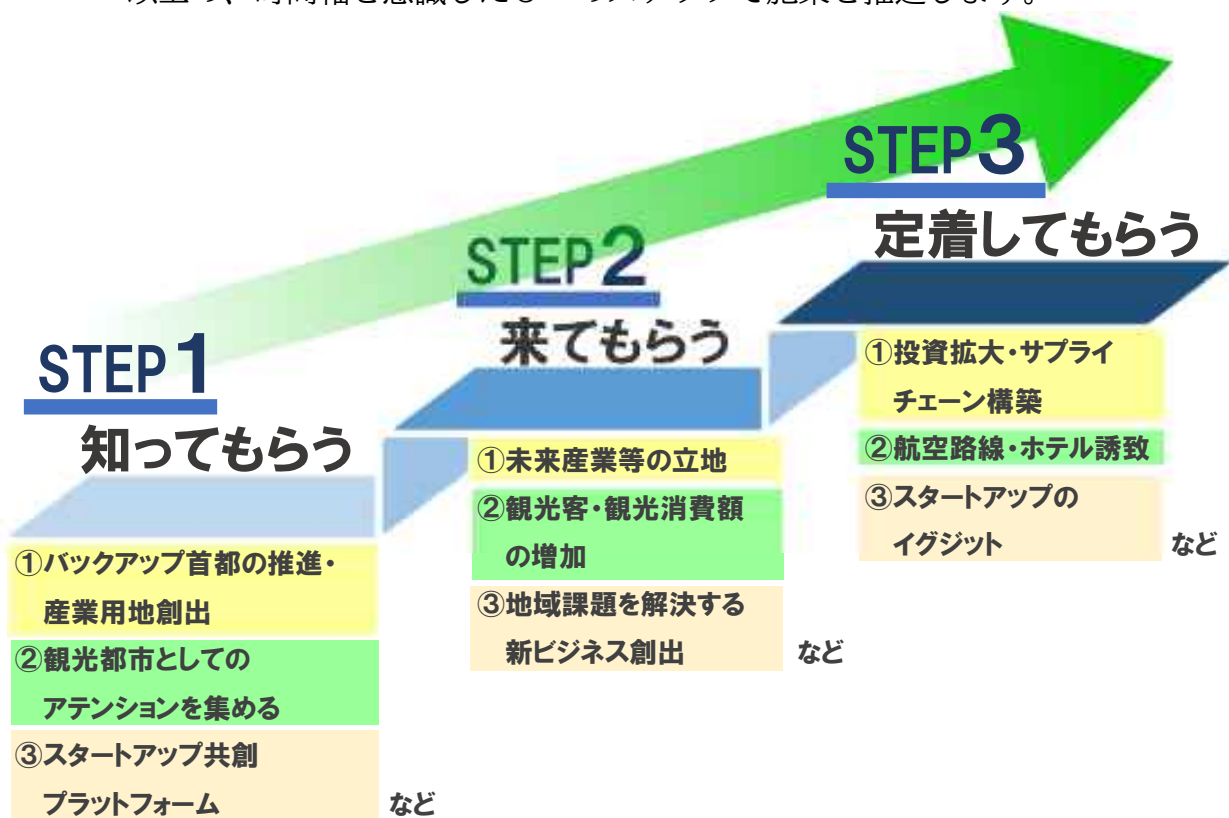 STEP1
知ってもらう
①バックアップ首都の推進・
産業用地創出
②観光都市としての
アテンションを集める
③スタートアップ共創
プラットフォーム
など
STEP2
来てもらう
①未来産業等の立地
②観光客・観光消費額
の増加
③地域課題を解決する
新ビジネス創出
など
STEP3
定着してもらう
①投資拡大・サプライ
チェーン構築
②航空路線・ホテル誘致
③スタートアップの
イグジット
など